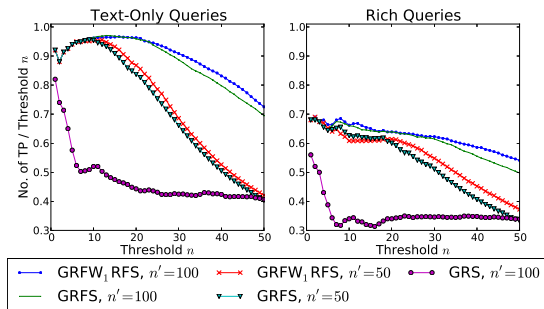 Text-Only Queries
Rich Queries
No. of TP / Threshold n
1.0
0.9
0.8
0.7
0.6
0.5
0.4
0.3
0 10 20 30 40 50
Threshold n
1.0
0.9
0.8
0.7
0.6
0.5
0.4
0.3
0 10 20 30 40 50
Threshold n
GRFW₁RFS, n′=100
GRFW₁RFS, n′=50
GRS, n′=100
GRFS, n′=100
GRFS, n′=50